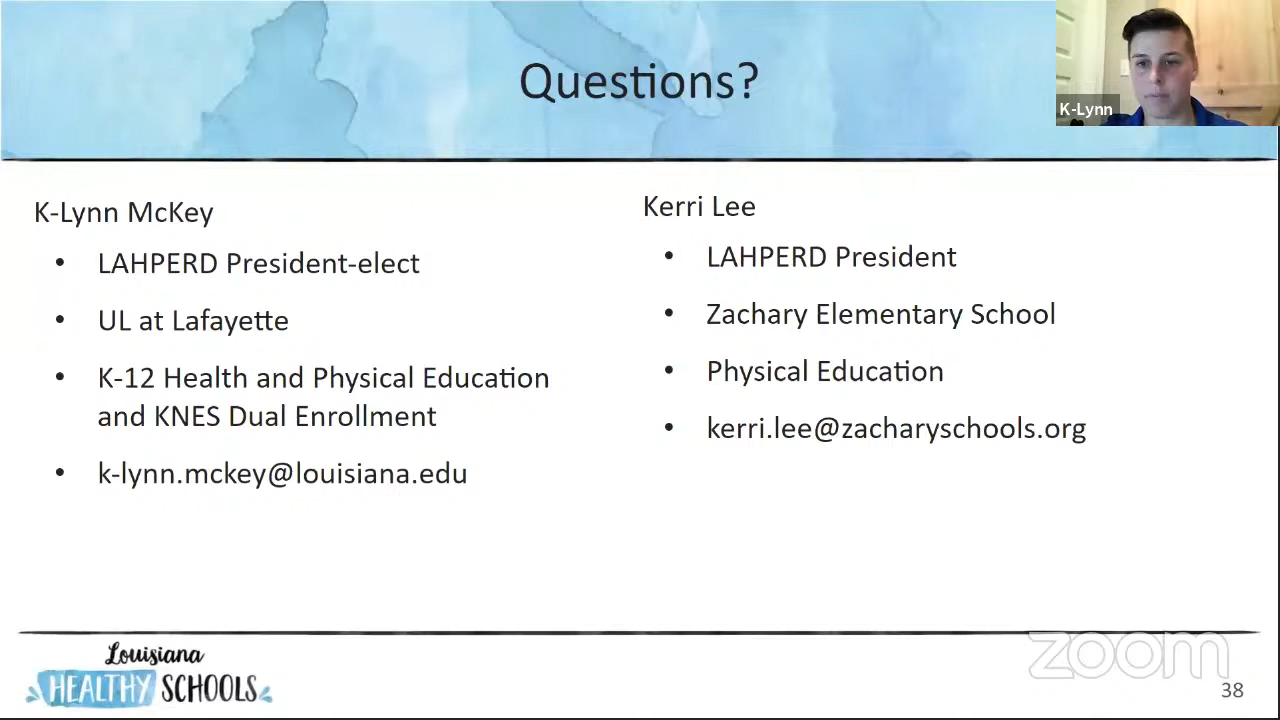 Questions?
K-Lynn
K-Lynn McKey
• LAHPERD President-elect
• UL at Lafayette
• K-12 Health and Physical Education
and KNES Dual Enrollment
• k-lynn.mckey@louisiana.edu
Kerri Lee
• LAHPERD President
• Zachary Elementary School
• Physical Education
• kerri.lee@zacharyschools.org
Louisiana
HEALTHY SCHOOLS
zoom
38